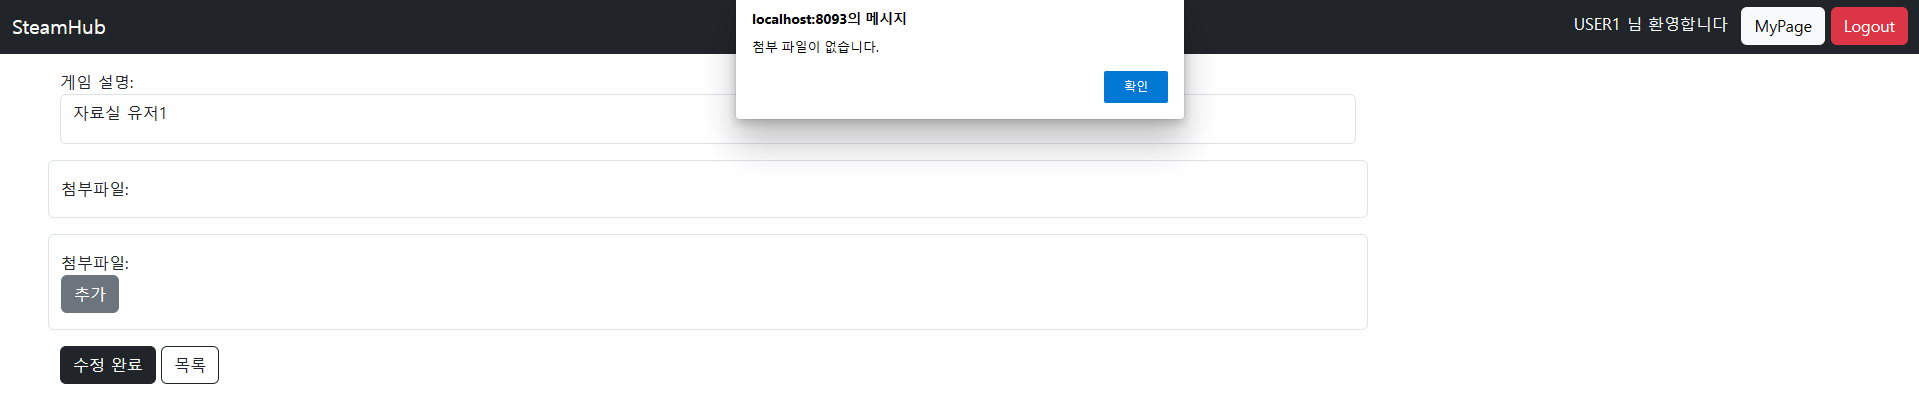 SteamHub
localhost:8093의 메시지
첨부 파일이 없습니다.
확인
USER1 님 환영합니다
MyPage
Logout
게임 설명:
자료실 유저1
첨부파일:
첨부파일:
추가
수정 완료
목록